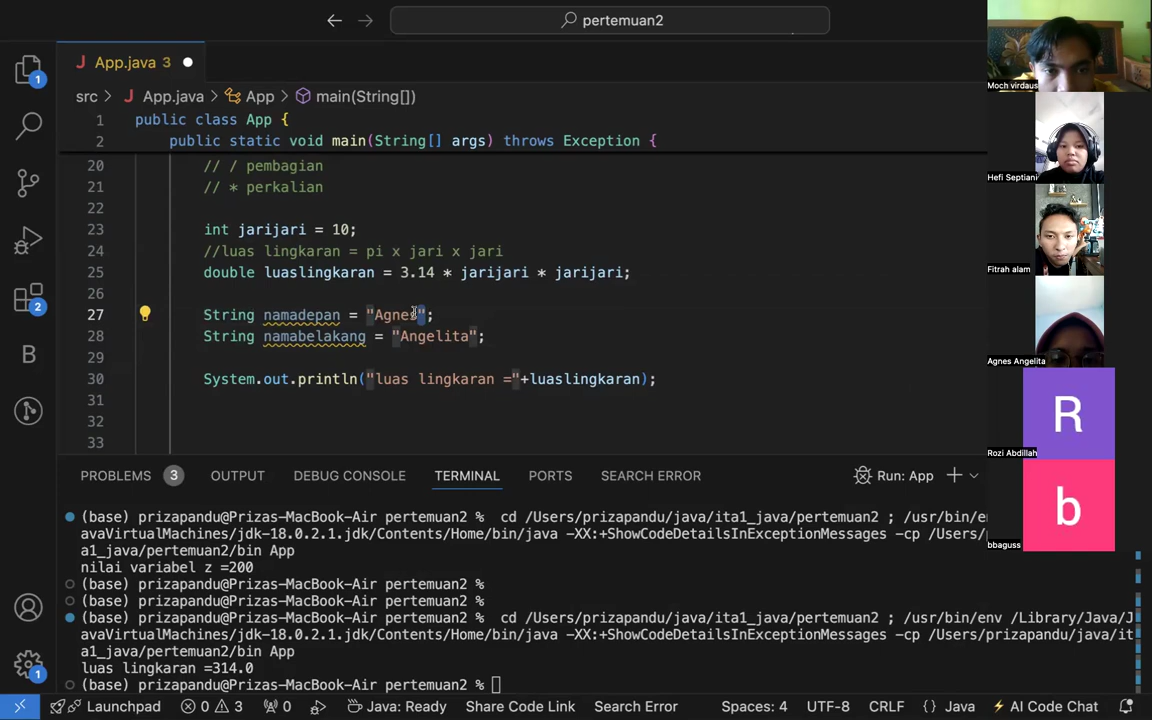 pertemuan2
App.java 3
src > App.java > App > main(String[])
1 public class App {
2 public static void main(String[] args) throws Exception {
20 // / pembagian
21 // * perkalian
22
23 int jarijari = 10;
24 //luas lingkaran = pi x jari x jari
25 double luaslingkaran = 3.14 * jarijari * jarijari;
26
27 String namadepan = "Agnes";
28 String namabelakang = "Angelita";
29
30 System.out.println("luas lingkaran ="+luaslingkaran);
31
32
33
PROBLEMS 3 OUTPUT DEBUG CONSOLE TERMINAL PORTS SEARCH ERROR Run: App
(base) prizapandu@Prizas-MacBook-Air pertemuan2 % cd /Users/prizapandu/java/ita1_java/pertemuan2 ; /usr/bin/en
avaVirtualMachines/jdk-18.0.2.1.jdk/Contents/Home/bin/java -XX:+ShowCodeDetailsInExceptionMessages -cp /Users/
a1_java/pertemuan2/bin App
nilai variabel z =200
(base) prizapandu@Prizas-MacBook-Air pertemuan2 %
(base) prizapandu@Prizas-MacBook-Air pertemuan2 %
(base) prizapandu@Prizas-MacBook-Air pertemuan2 % cd /Users/prizapandu/java/ita1_java/pertemuan2 ; /usr/bin/env /Library/Java/J
avaVirtualMachines/jdk-18.0.2.1.jdk/Contents/Home/bin/java -XX:+ShowCodeDetailsInExceptionMessages -cp /Users/prizapandu/java/it
a1_java/pertemuan2/bin App
luas lingkaran =314.0
(base) prizapandu@Prizas-MacBook-Air pertemuan2 %
1
2
B
1
Launchpad 0 3 0 Java: Ready Share Code Link Search Error Spaces: 4 UTF-8 CRLF {} Java AI Code Chat
Moch virdaus
Hefi Septiani
Fitrah alam
Agnes Angelita
R
Rozi Abdillah
b
bbaguss